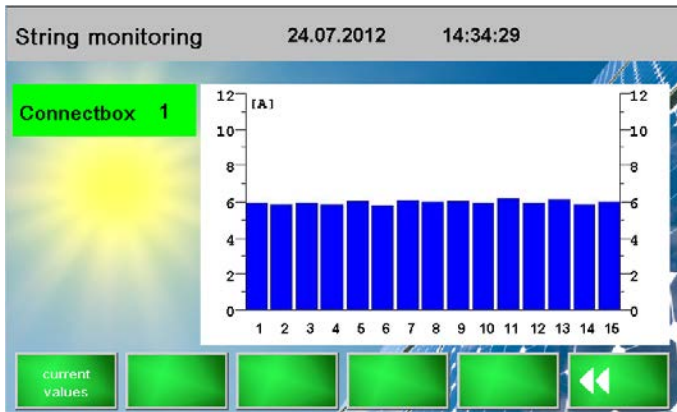 String monitoring 24.07.2012 14:34:29
Connectbox 1
[A]
12 12
10 10
8 8
6 6
4 4
2 2
0 0
1 2 3 4 5 6 7 8 9 10 11 12 13 14 15
current
values